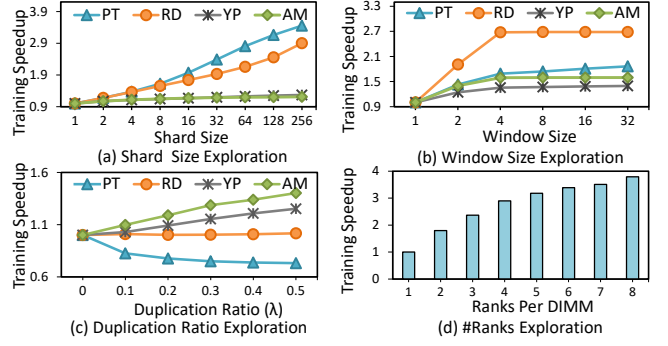 PT RD YP AM
Training Speedup
3.9
2.9
1.9
0.9
1 2 4 8 16 32 64 128 256
Shard Size
(a) Shard Size Exploration
PT RD YP AM
Training Speedup
3.3
2.7
2.1
1.5
0.9
1 2 4 8 16 32
Window Size
(b) Window Size Exploration
PT RD YP AM
Training Speedup
1.6
1.1
0.6
0 0.1 0.2 0.3 0.4 0.5
Duplication Ratio (λ)
(c) Duplication Ratio Exploration
Training Speedup
4
3
2
1
0
1 2 3 4 5 6 7 8
Ranks Per DIMM
(d) #Ranks Exploration